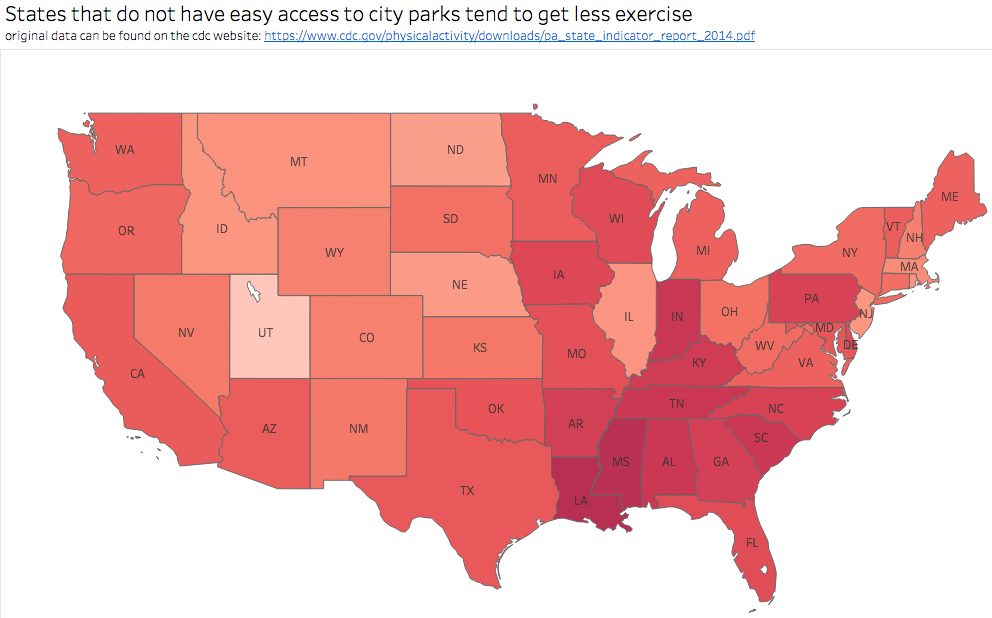 States that do not have easy access to city parks tend to get less exercise
original data can be found on the cdc website: https://www.cdc.gov/physicalactivity/downloads/pa_state_indicator_report_2014.pdf
WA
MT
ND
MN
ME
OR
ID
SD
WI
VT
NH
WY
MI
NY
MA
IA
NE
PA
NV
UT
CO
IL
IN
OH
NJ
MD
DE
CA
KS
MO
KY
WV
VA
AZ
NM
OK
AR
TN
NC
SC
TX
LA
MS
AL
GA
FL